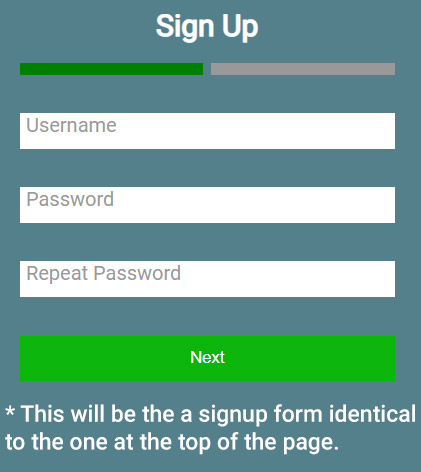 Sign Up
Username
Password
Repeat Password
Next
* This will be the a signup form identical
to the one at the top of the page.